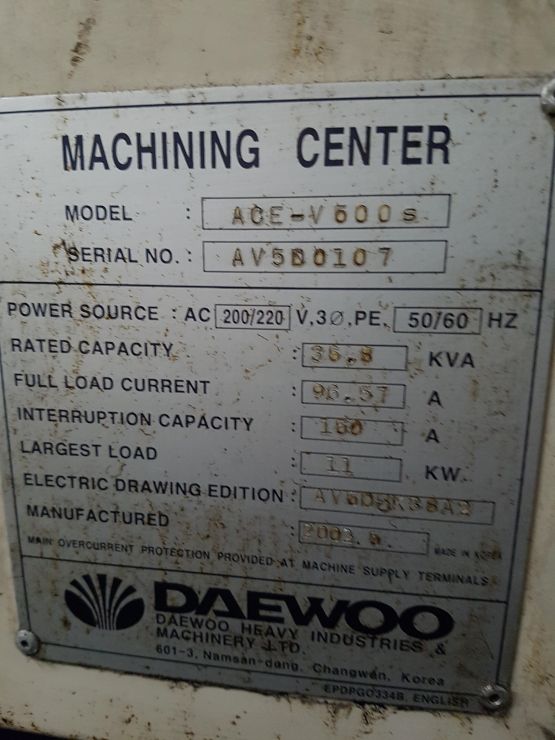 MACHINING CENTER
MODEL : ACE-V500s
SERIAL NO. : AV5B0107
POWER SOURCE : AC 200/220 V,3Ø,PE, 50/60 HZ
RATED CAPACITY : 36.8 KVA
FULL LOAD CURRENT : 96.57 A
INTERRUPTION CAPACITY : 100 A
LARGEST LOAD : 11 KW.
ELECTRIC DRAWING EDITION :
MANUFACTURED : MADE IN KOREA
MAIN OVERCURRENT PROTECTION PROVIDED AT MACHINE SUPPLY TERMINALS
DAEWOO
DAEWOO HEAVY INDUSTRIES &
MACHINERY LTD.
601-3, Namsan-dong, Changwon, Korea
EPDPGO334B, ENGLISH